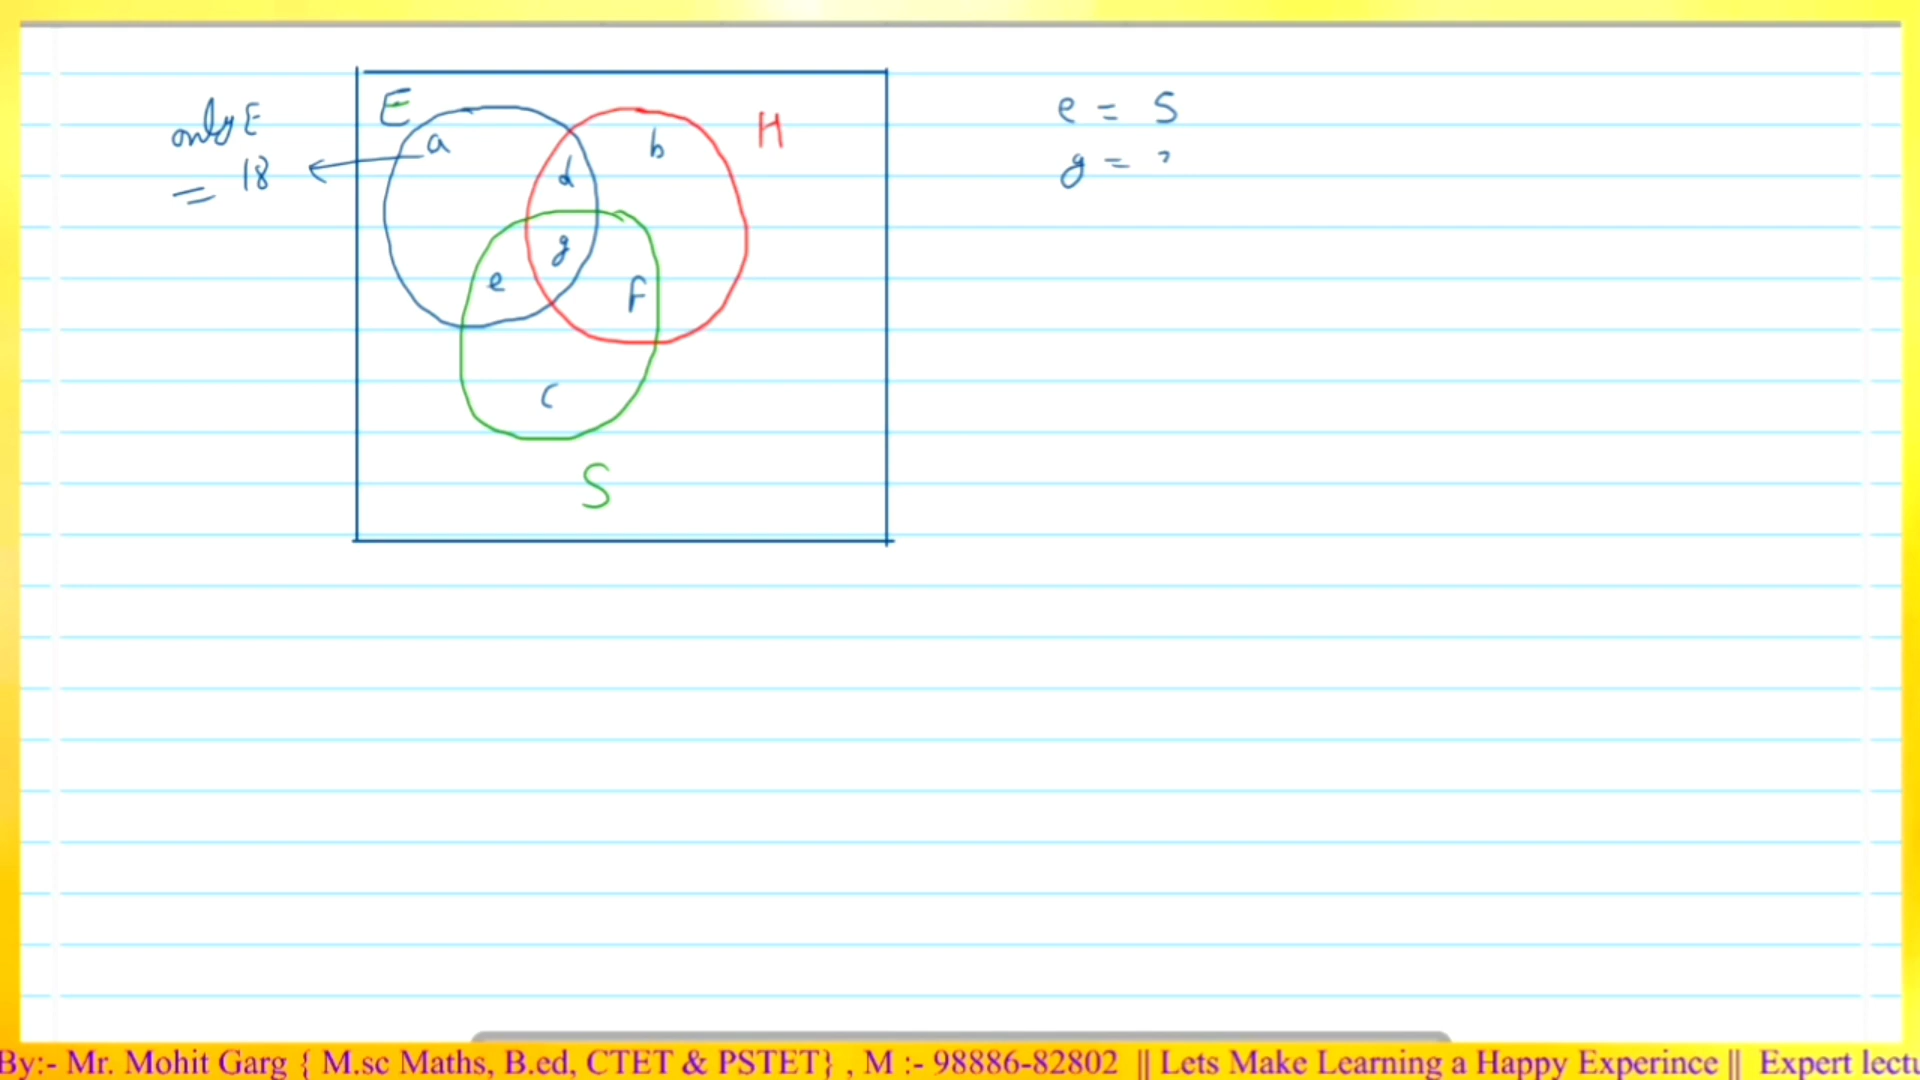 only E
= 18
E
a
d
b
H
g
e
F
c
S
e = 5
g = ?
By:- Mr. Mohit Garg { M.sc Maths, B.ed, CTET & PSTET} , M :- 98886-82802 || Lets Make Learning a Happy Experince || Expert lectu